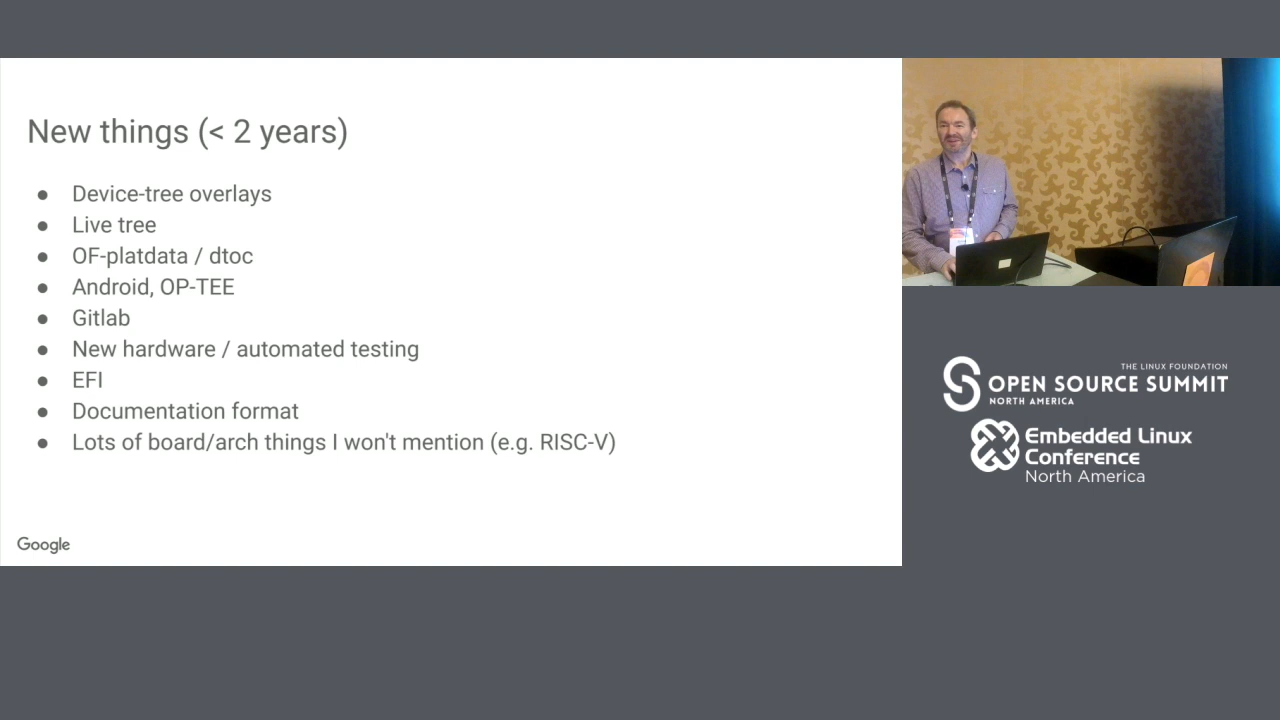 New things (< 2 years)
● Device-tree overlays
● Live tree
● OF-platdata / dtoc
● Android, OP-TEE
● Gitlab
● New hardware / automated testing
● EFI
● Documentation format
● Lots of board/arch things I won't mention (e.g. RISC-V)
Google
THE LINUX FOUNDATION
OPEN SOURCE SUMMIT
NORTH AMERICA
Embedded Linux
Conference
North America